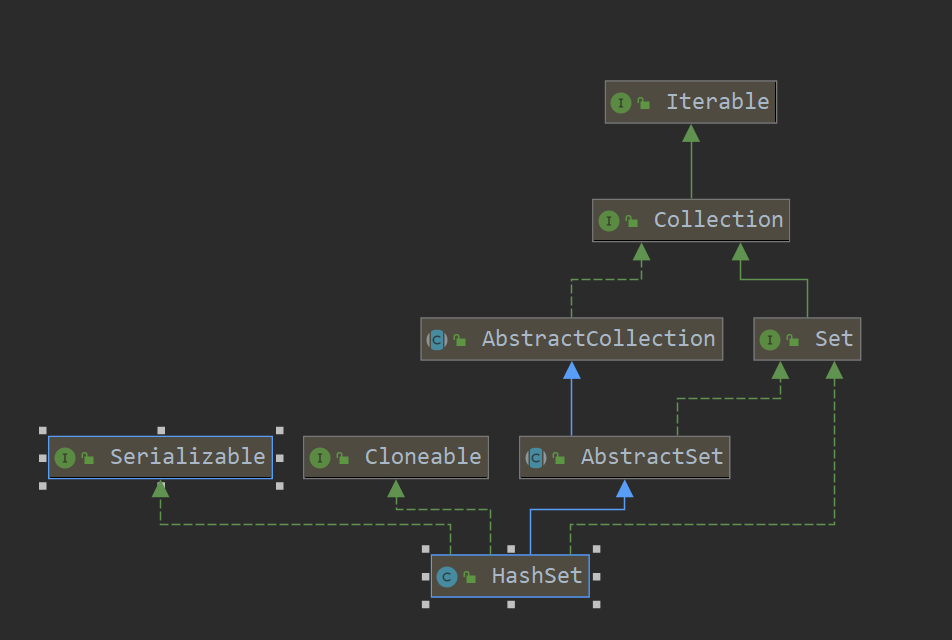 I Iterable
I Collection
C AbstractCollection
I Set
I Serializable
I Cloneable
C AbstractSet
C HashSet